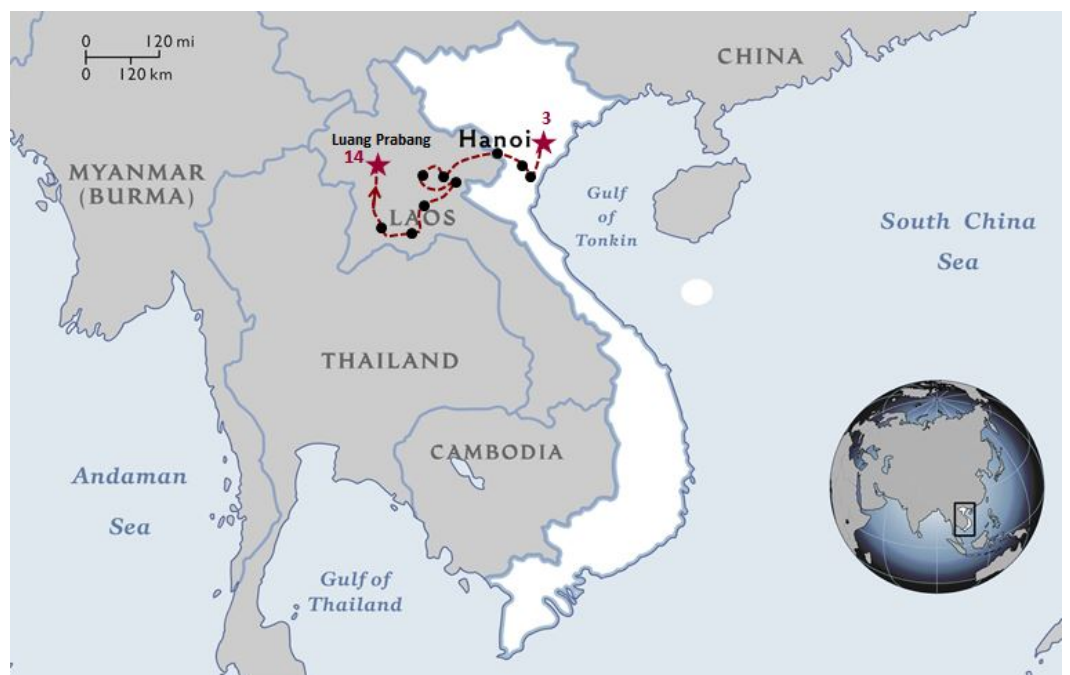 0 120 mi
0 120 km
CHINA
3
Hanoi
Luang Prabang
14
MYANMAR
(BURMA)
LAOS
Gulf
of
Tonkin
South China
Sea
THAILAND
CAMBODIA
Andaman
Sea
Gulf of
Thailand